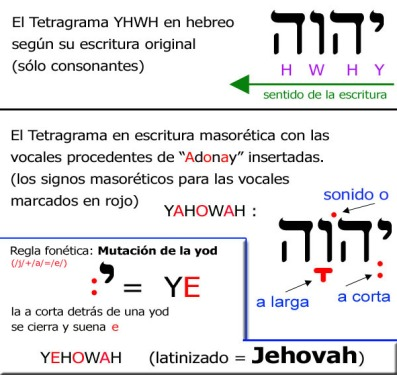 El Tetragrama YHWH en hebreo
según su escritura original
(sólo consonantes)
יהוה
H W H Y
sentido de la escritura
El Tetragrama en escritura masorética con las
vocales procedentes de “Adonay” insertadas.
(los signos masoréticos para las vocales
marcados en rojo)
sonido o
YAHOWAH :
יְהוָֹה
a larga
a corta
Regla fonética: Mutación de la yod
(/j/+/a/=/e/)
יְ = YE
la a corta detrás de una yod
se cierra y suena e
YEHOWAH (latinizado = Jehovah)